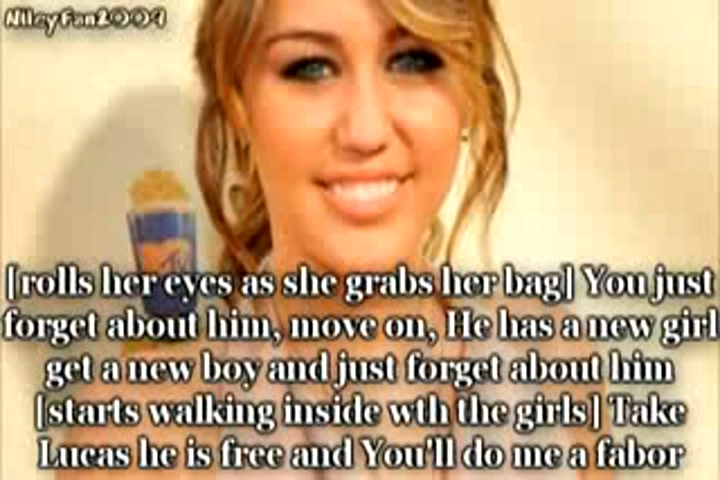 NileyFan2009
[rolls her eyes as she grabs her bag] You just
forget about him, move on, He has a new girl
get a new boy and just forget about him
[starts walking inside wth the girls] Take
Lucas he is free and You'll do me a fabor